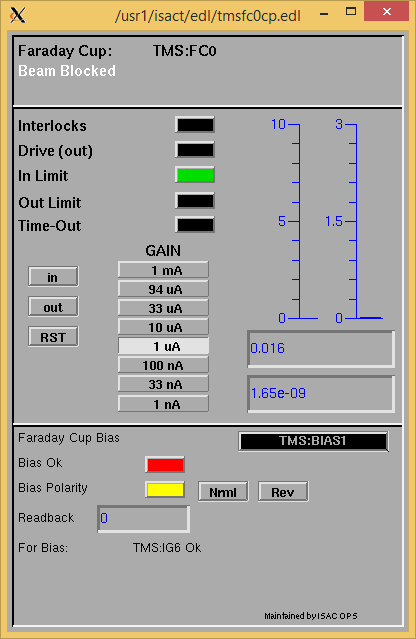 /usr1/isact/edl/tmsfc0cp.edl
Faraday Cup: TMS:FC0
Beam Blocked
Interlocks
Drive (out)
In Limit
Out Limit
Time-Out
10 3
5 1.5
0 0
GAIN
1 mA
94 uA
33 uA
10 uA
1 uA
100 nA
33 nA
1 nA
in
out
RST
0.016
1.65e-09
Faraday Cup Bias TMS:BIAS1
Bias Ok
Bias Polarity Nrml Rev
Readback 0
For Bias: TMS:IG6 Ok
Maintained by ISAC OPS